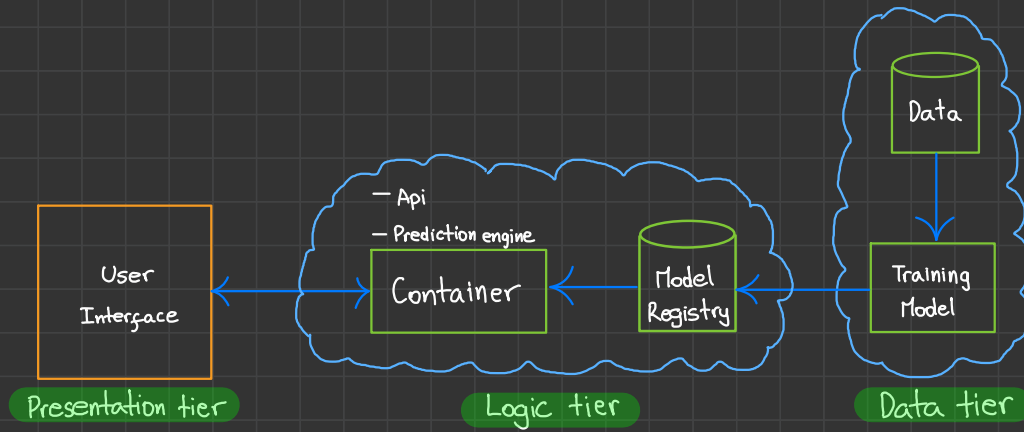 Data
- Api
- Prediction engine
User
Interface
Container
Model
Registry
Training
Model
Presentation tier
Logic tier
Data tier